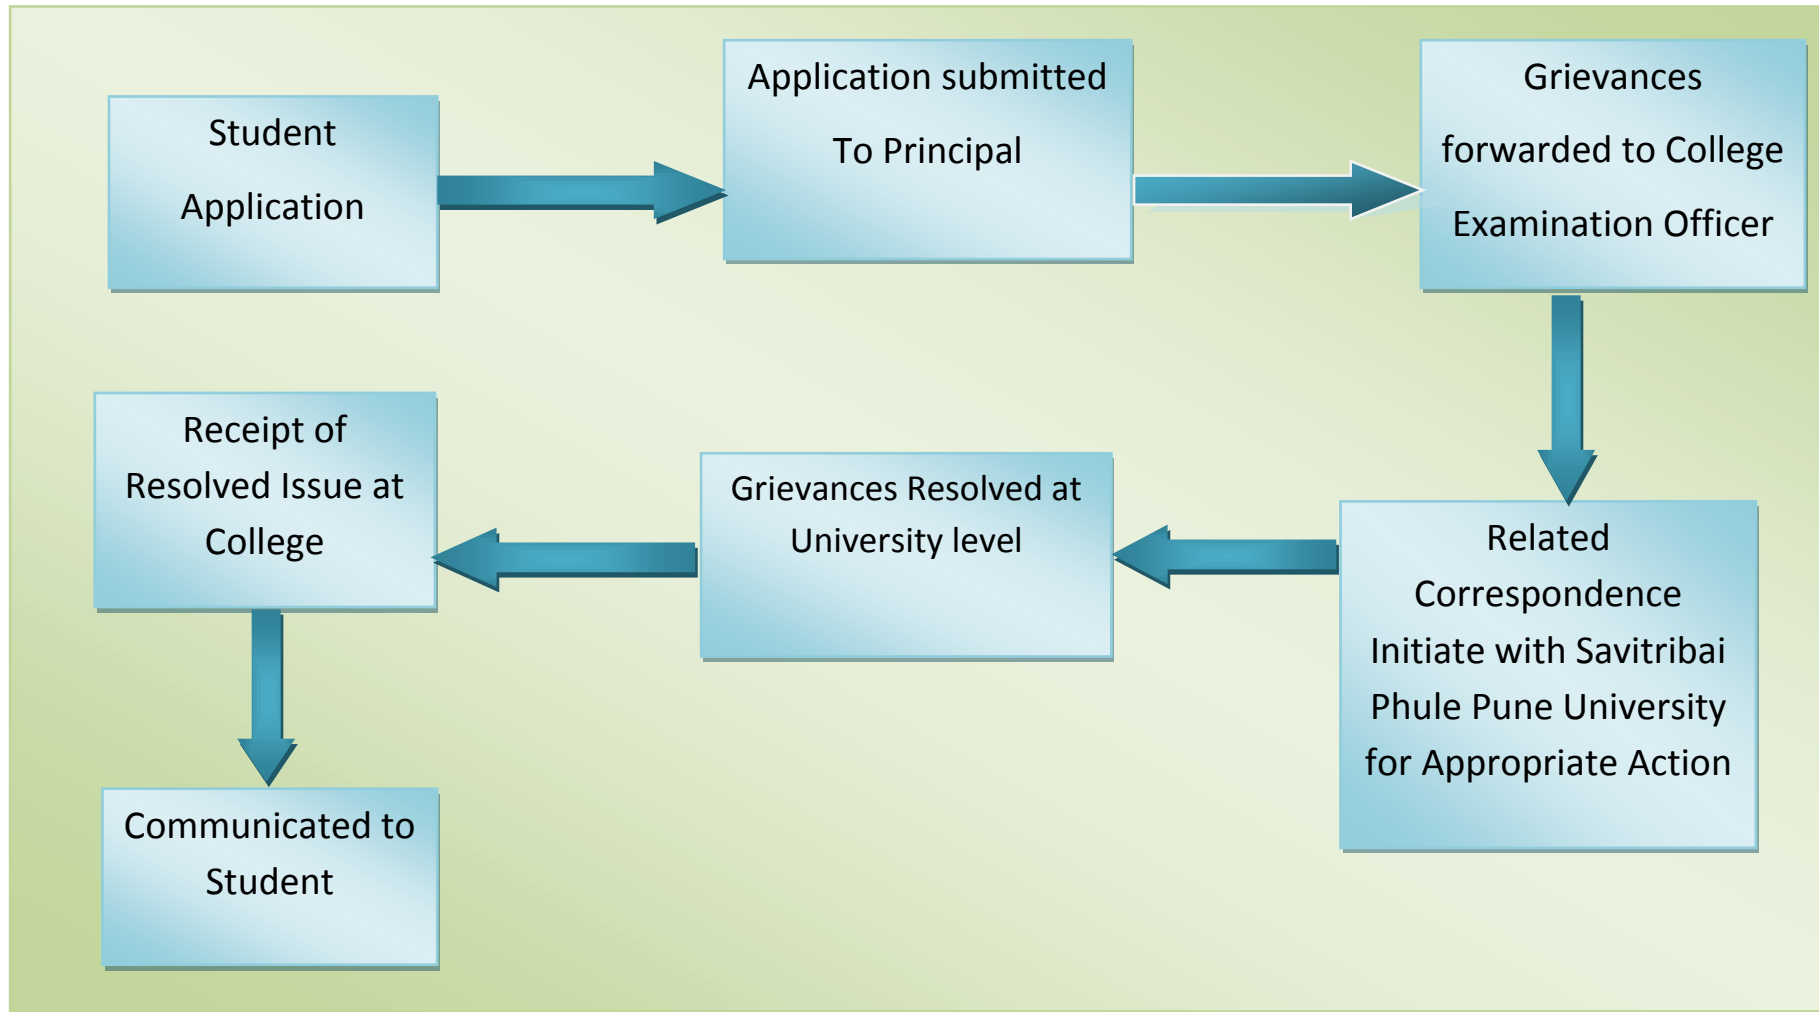 Student
Application
Application submitted
To Principal
Grievances
forwarded to College
Examination Officer
Related
Correspondence
Initiate with Savitribai
Phule Pune University
for Appropriate Action
Grievances Resolved at
University level
Receipt of
Resolved Issue at
College
Communicated to
Student